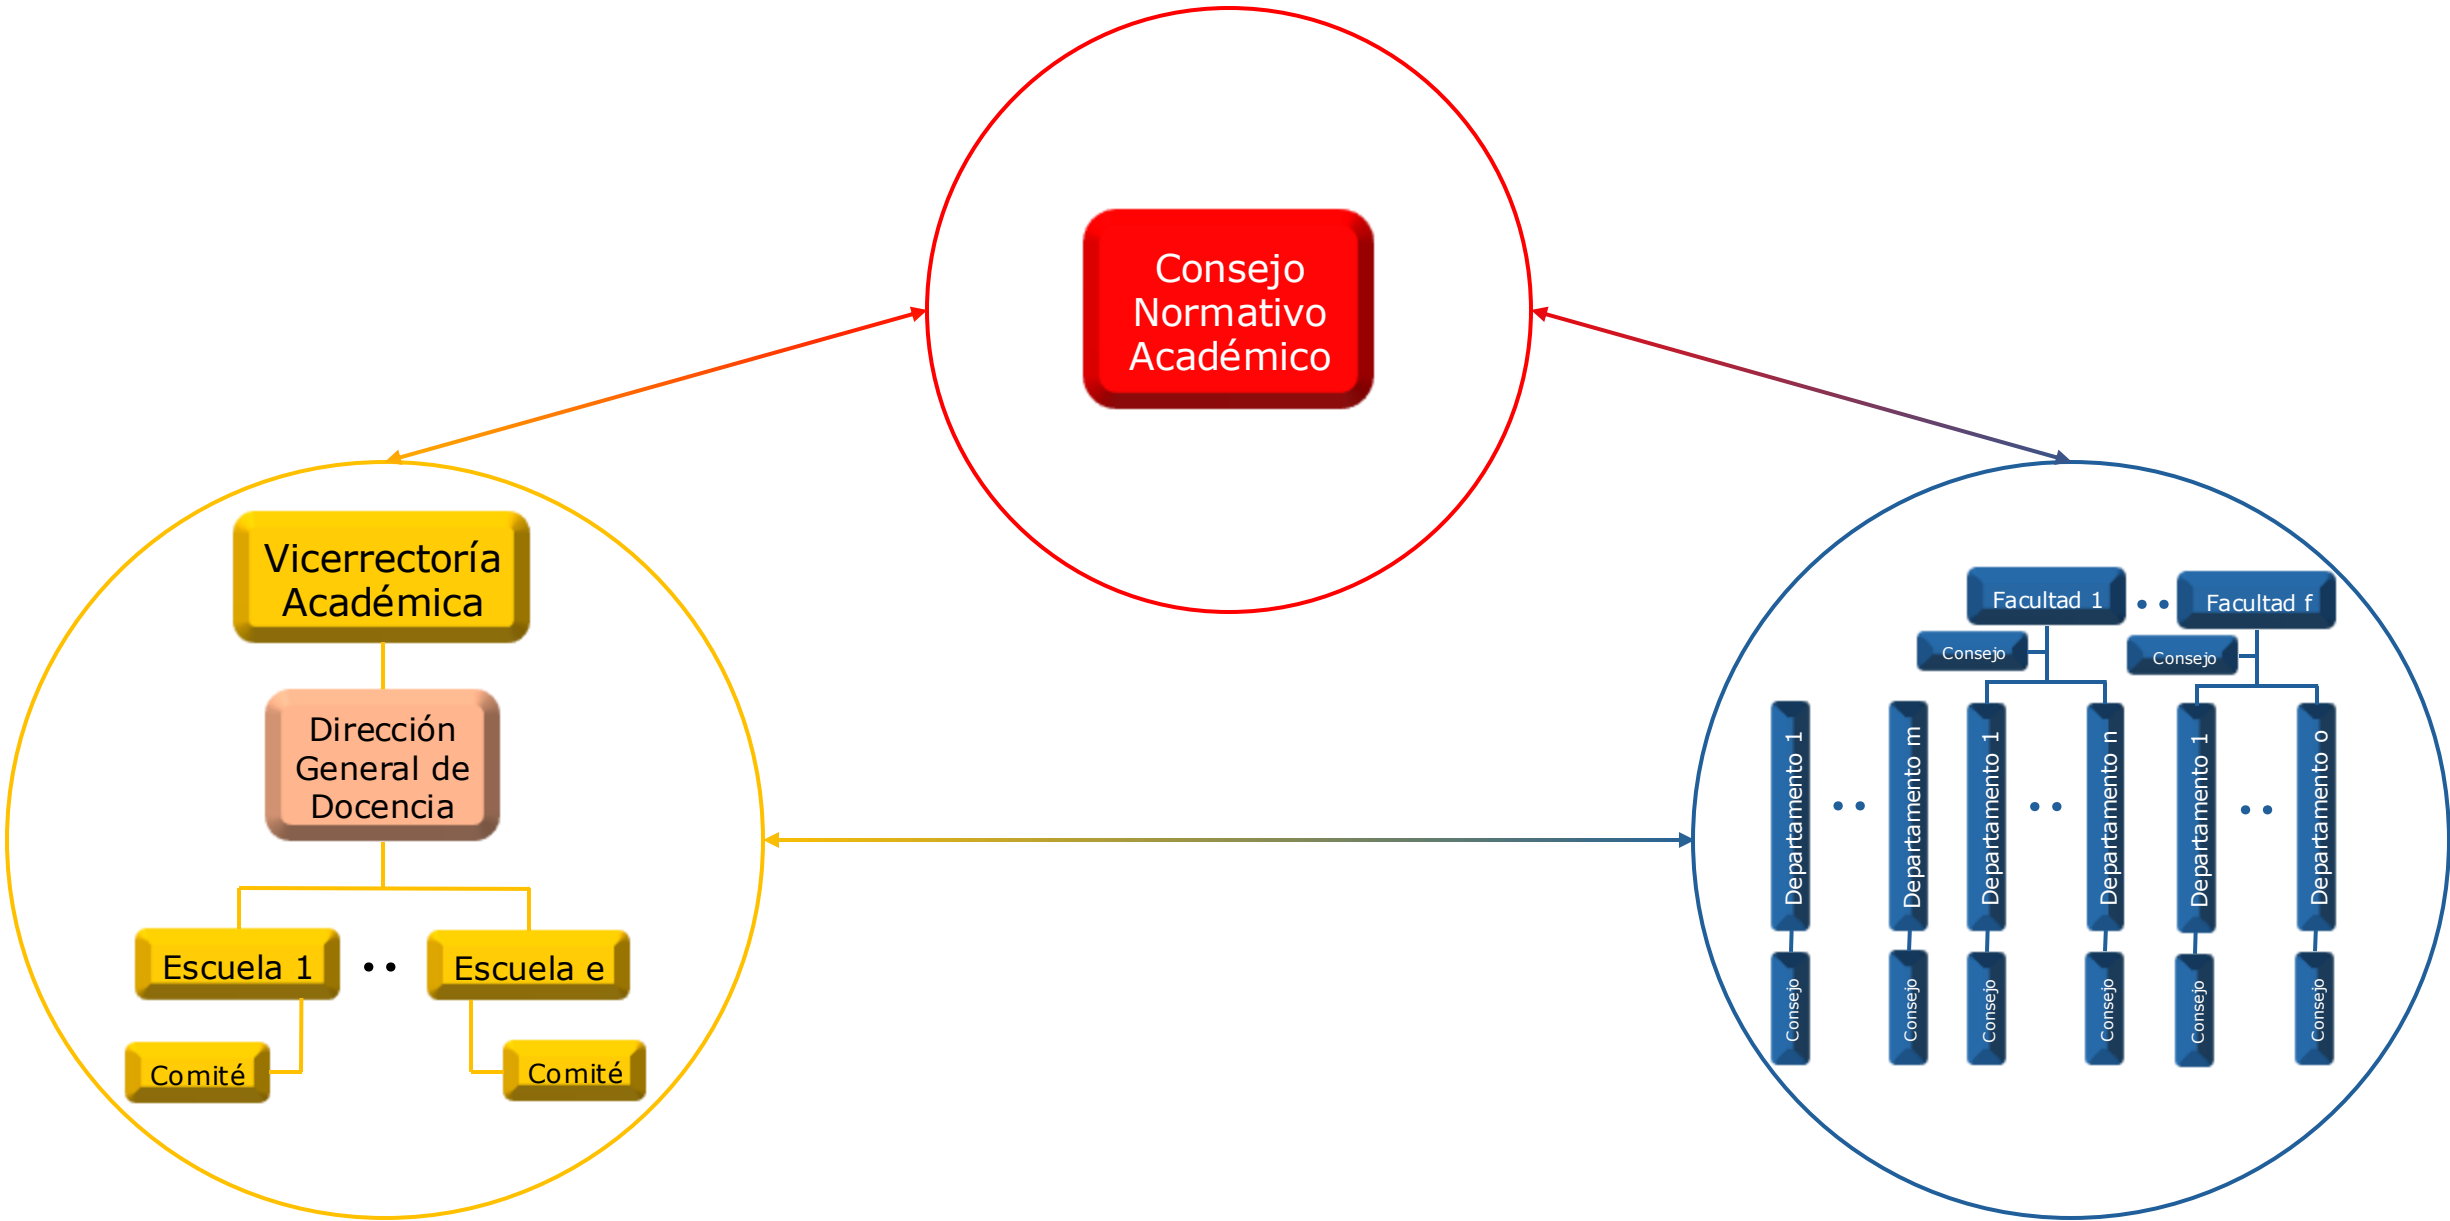 Consejo
Normativo
Académico
Vicerrectoría
Académica
Dirección
General de
Docencia
Escuela 1
Escuela e
Comité
Comité
Facultad 1
Facultad f
Consejo
Consejo
Departamento 1
Departamento m
Departamento 1
Departamento n
Departamento 1
Departamento o
Consejo
Consejo
Consejo
Consejo
Consejo
Consejo